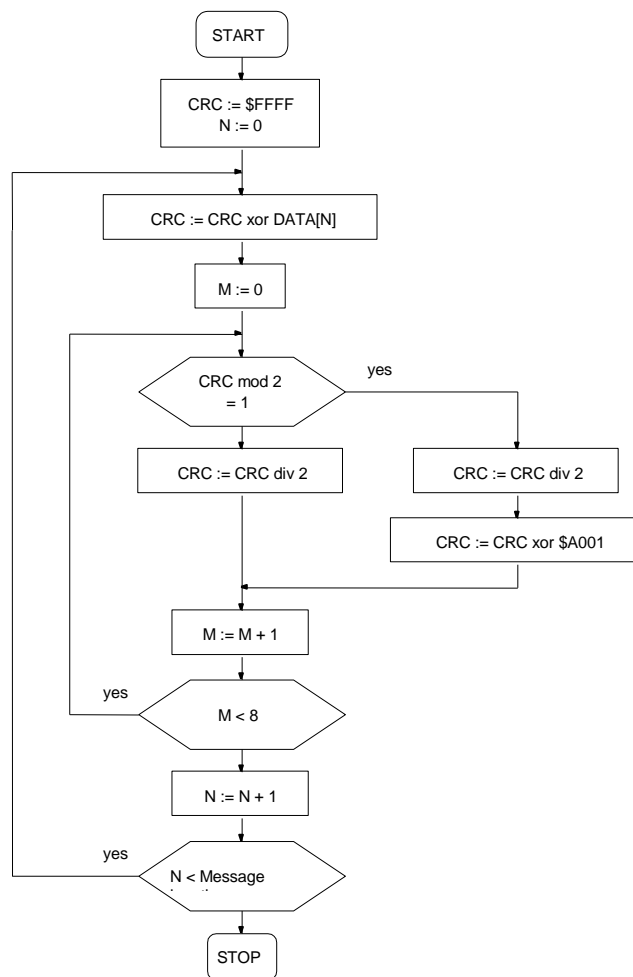 START
CRC := $FFFF
N := 0
CRC := CRC xor DATA[N]
M := 0
CRC mod 2
= 1
yes
CRC := CRC div 2
CRC := CRC div 2
CRC := CRC xor $A001
M := M + 1
yes
M < 8
N := N + 1
yes
N < Message
STOP